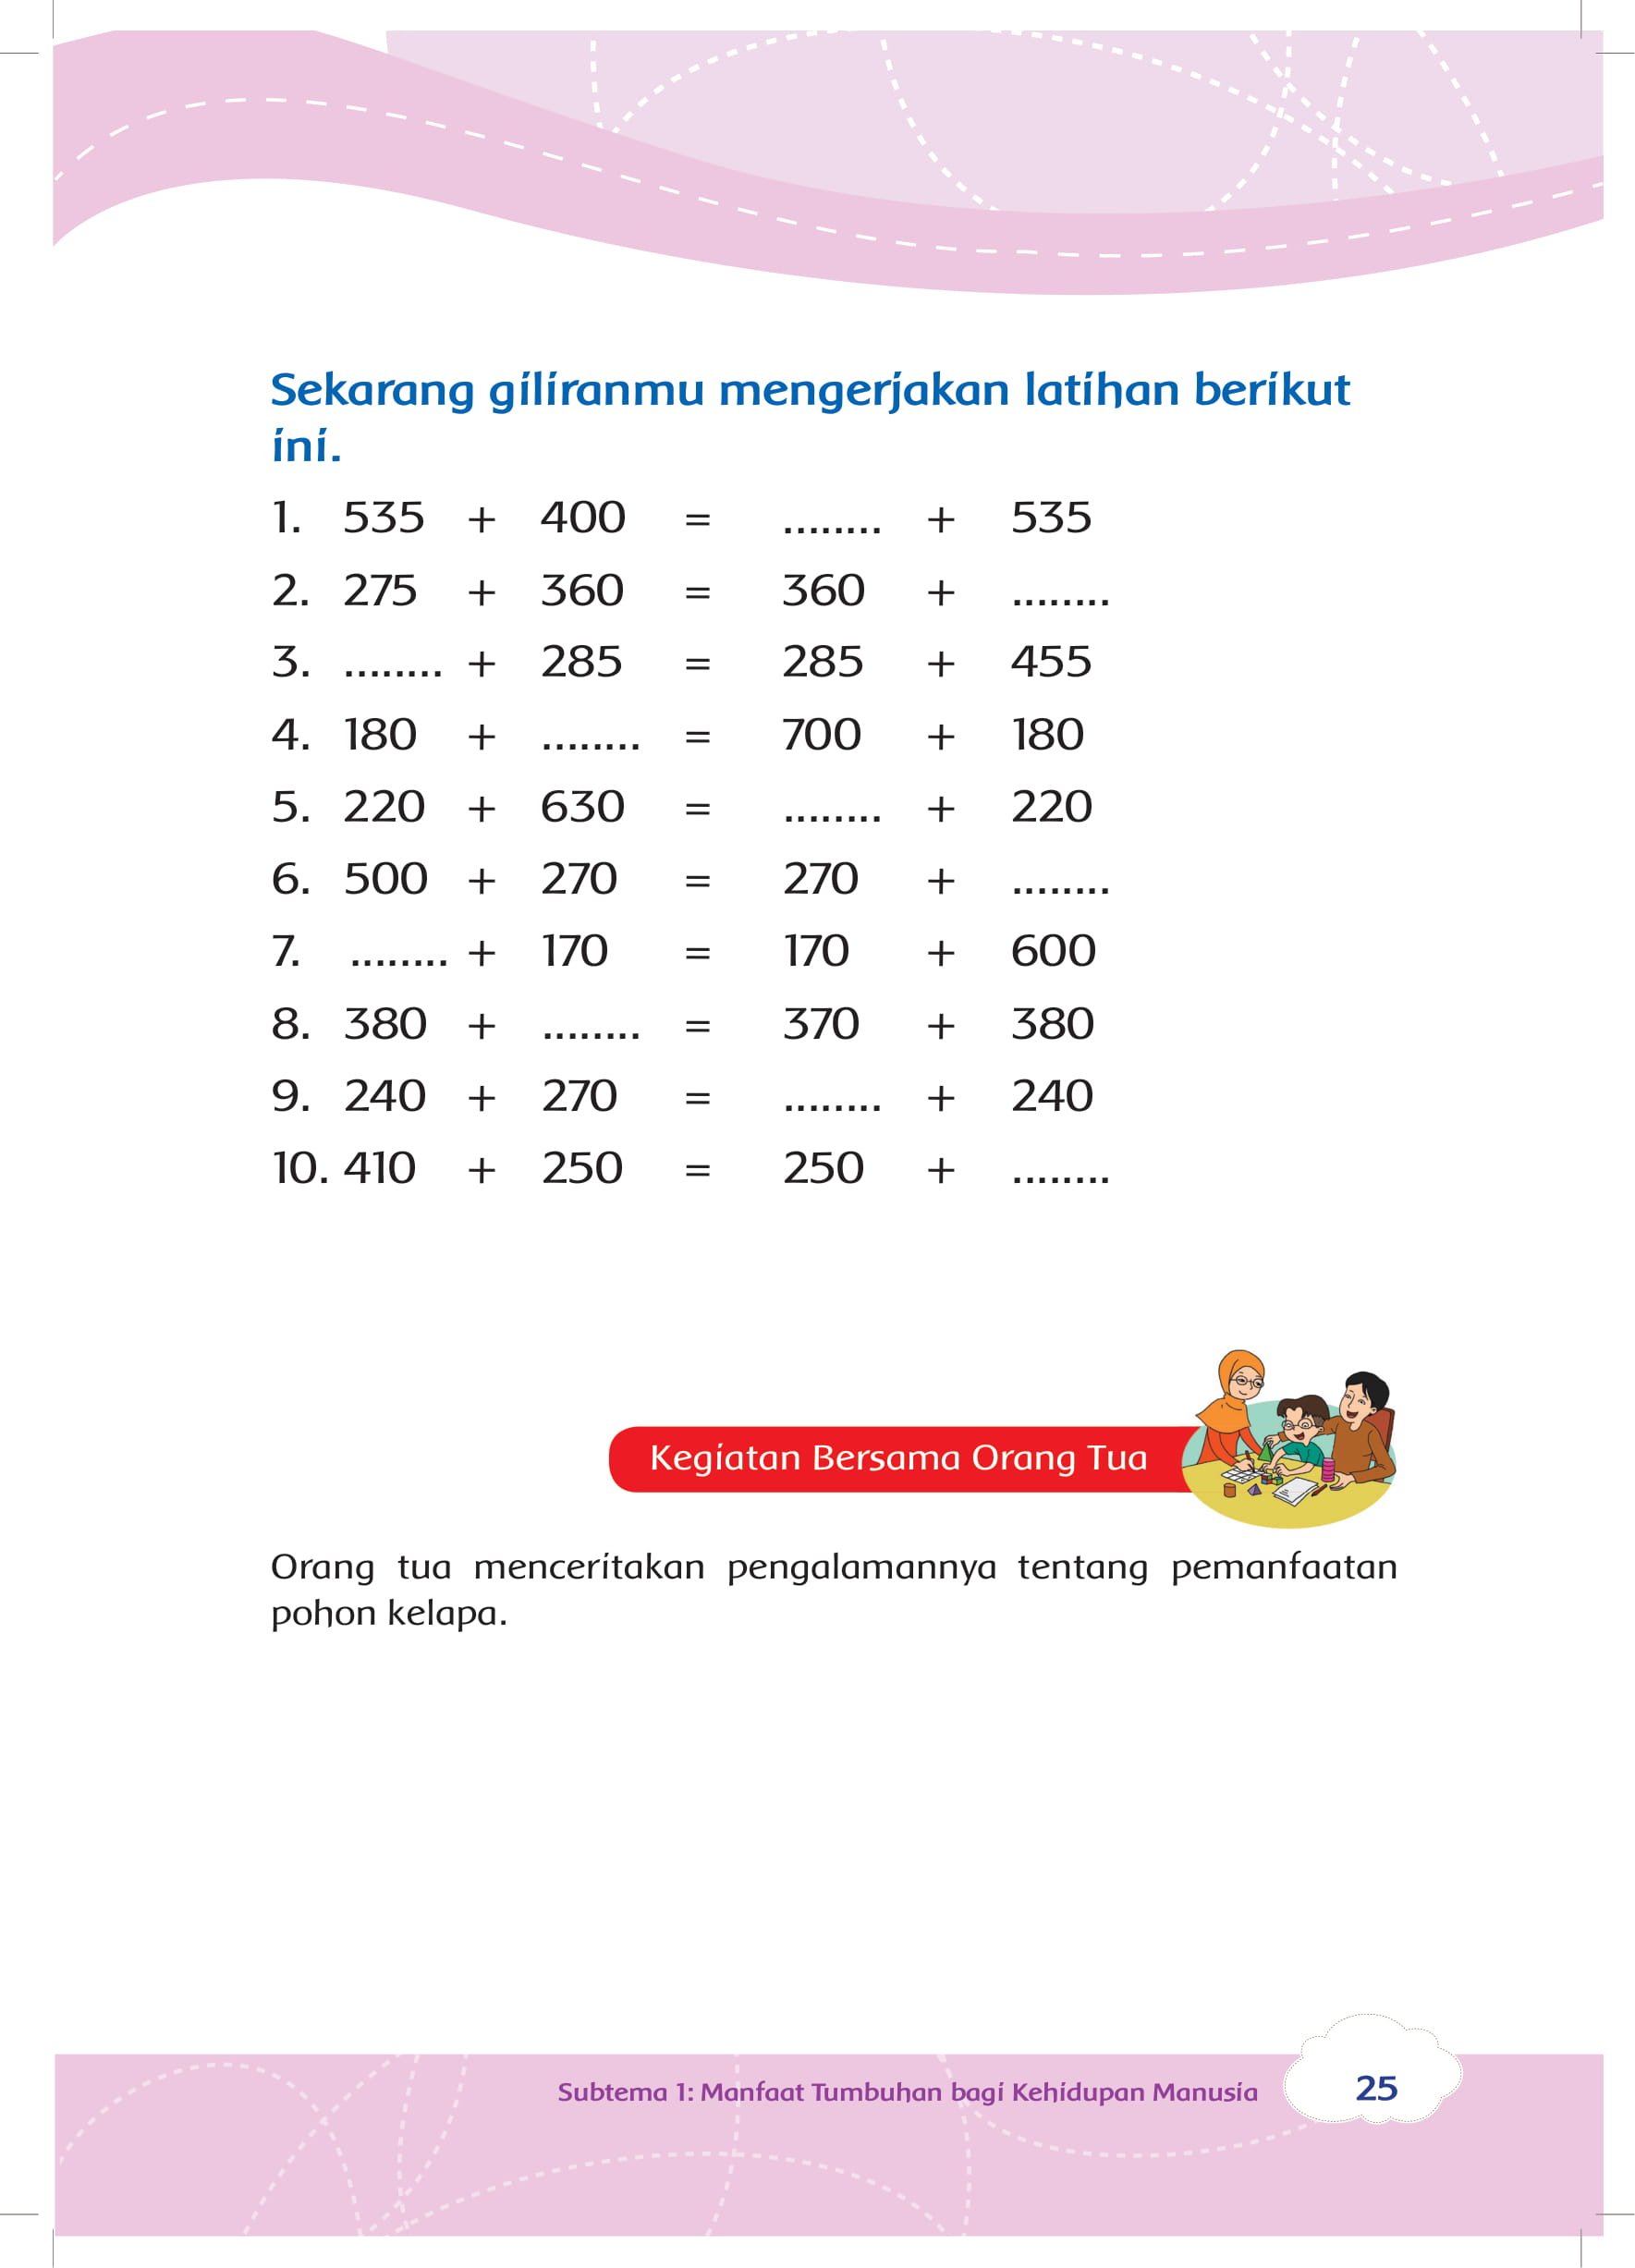 Sekarang giliranmu mengerjakan latihan berikut
ini.
1. 535 + 400 = ........ + 535
2. 275 + 360 = 360 + ........
3. ........ + 285 = 285 + 455
4. 180 + ........ = 700 + 180
5. 220 + 630 = ........ + 220
6. 500 + 270 = 270 + ........
7. ........ + 170 = 170 + 600
8. 380 + ........ = 370 + 380
9. 240 + 270 = ........ + 240
10. 410 + 250 = 250 + ........
Kegiatan Bersama Orang Tua
Orang tua menceritakan pengalamannya tentang pemanfaatan
pohon kelapa.
Subtema 1: Manfaat Tumbuhan bagi Kehidupan Manusia
25